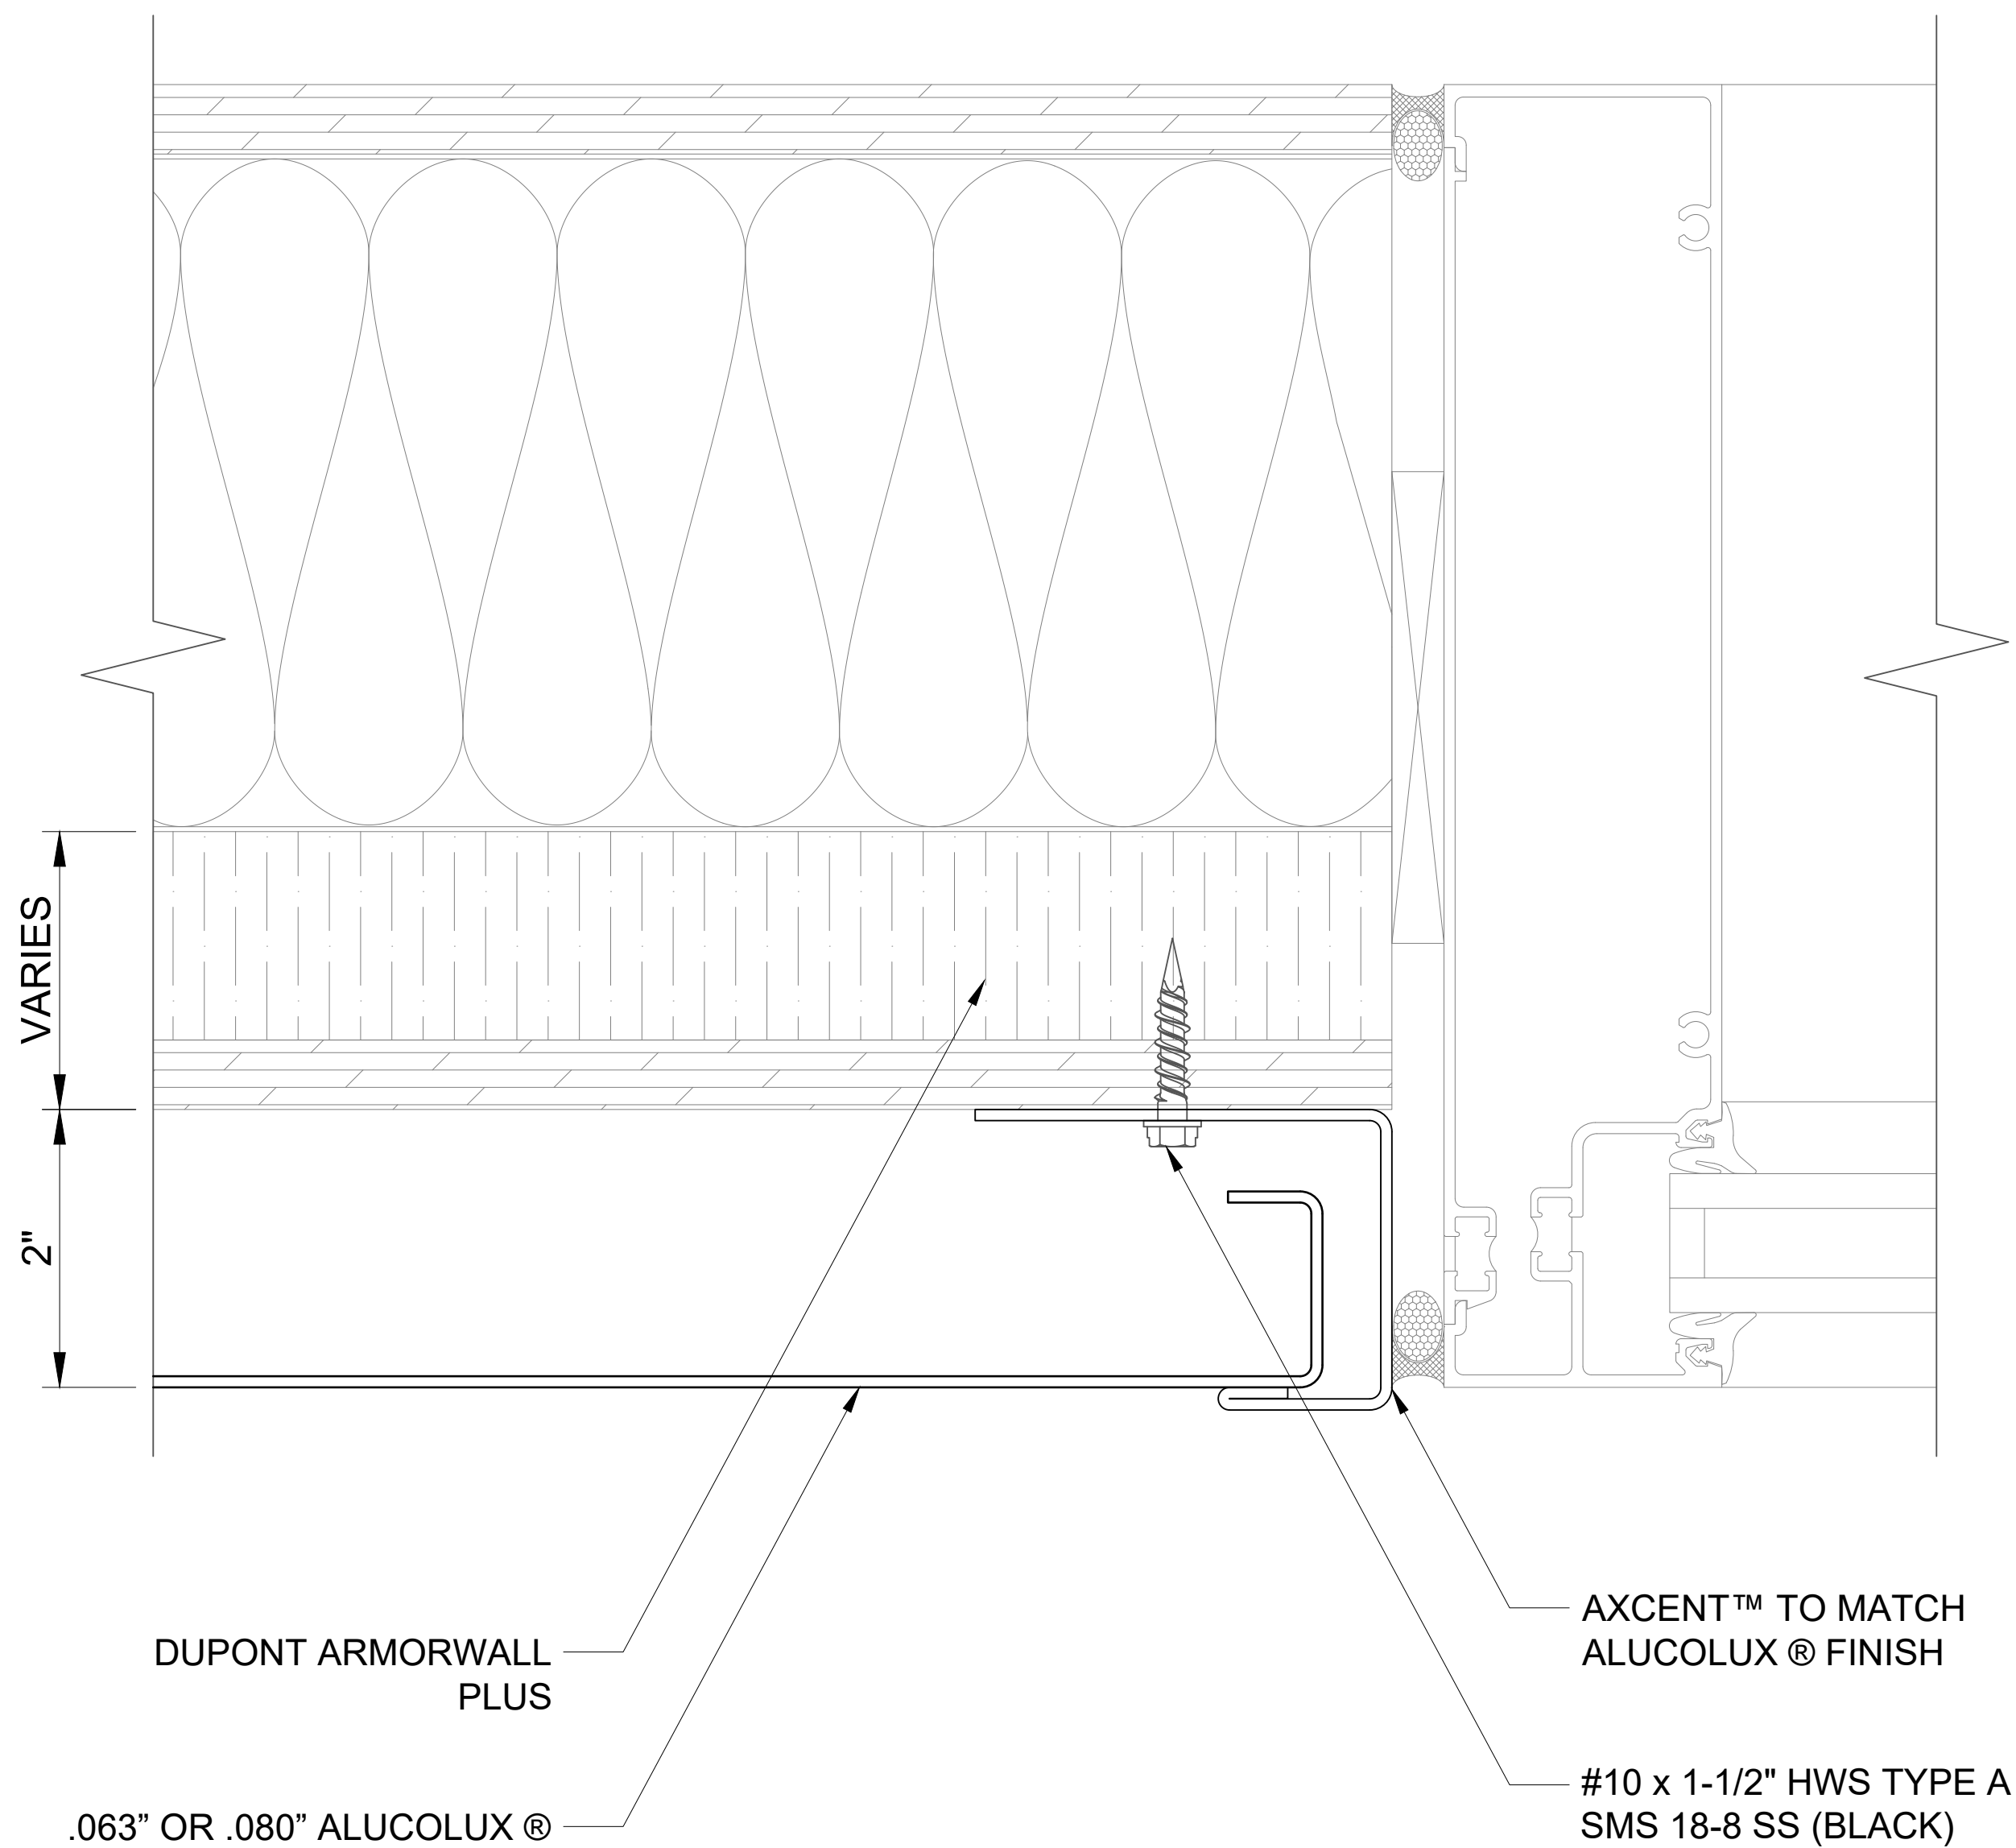 VARIES
2"
DUPONT ARMORWALL
PLUS
.063” OR .080” ALUCOLUX ®
AXCENT™ TO MATCH
ALUCOLUX ® FINISH
#10 x 1-1/2" HWS TYPE A
SMS 18-8 SS (BLACK)